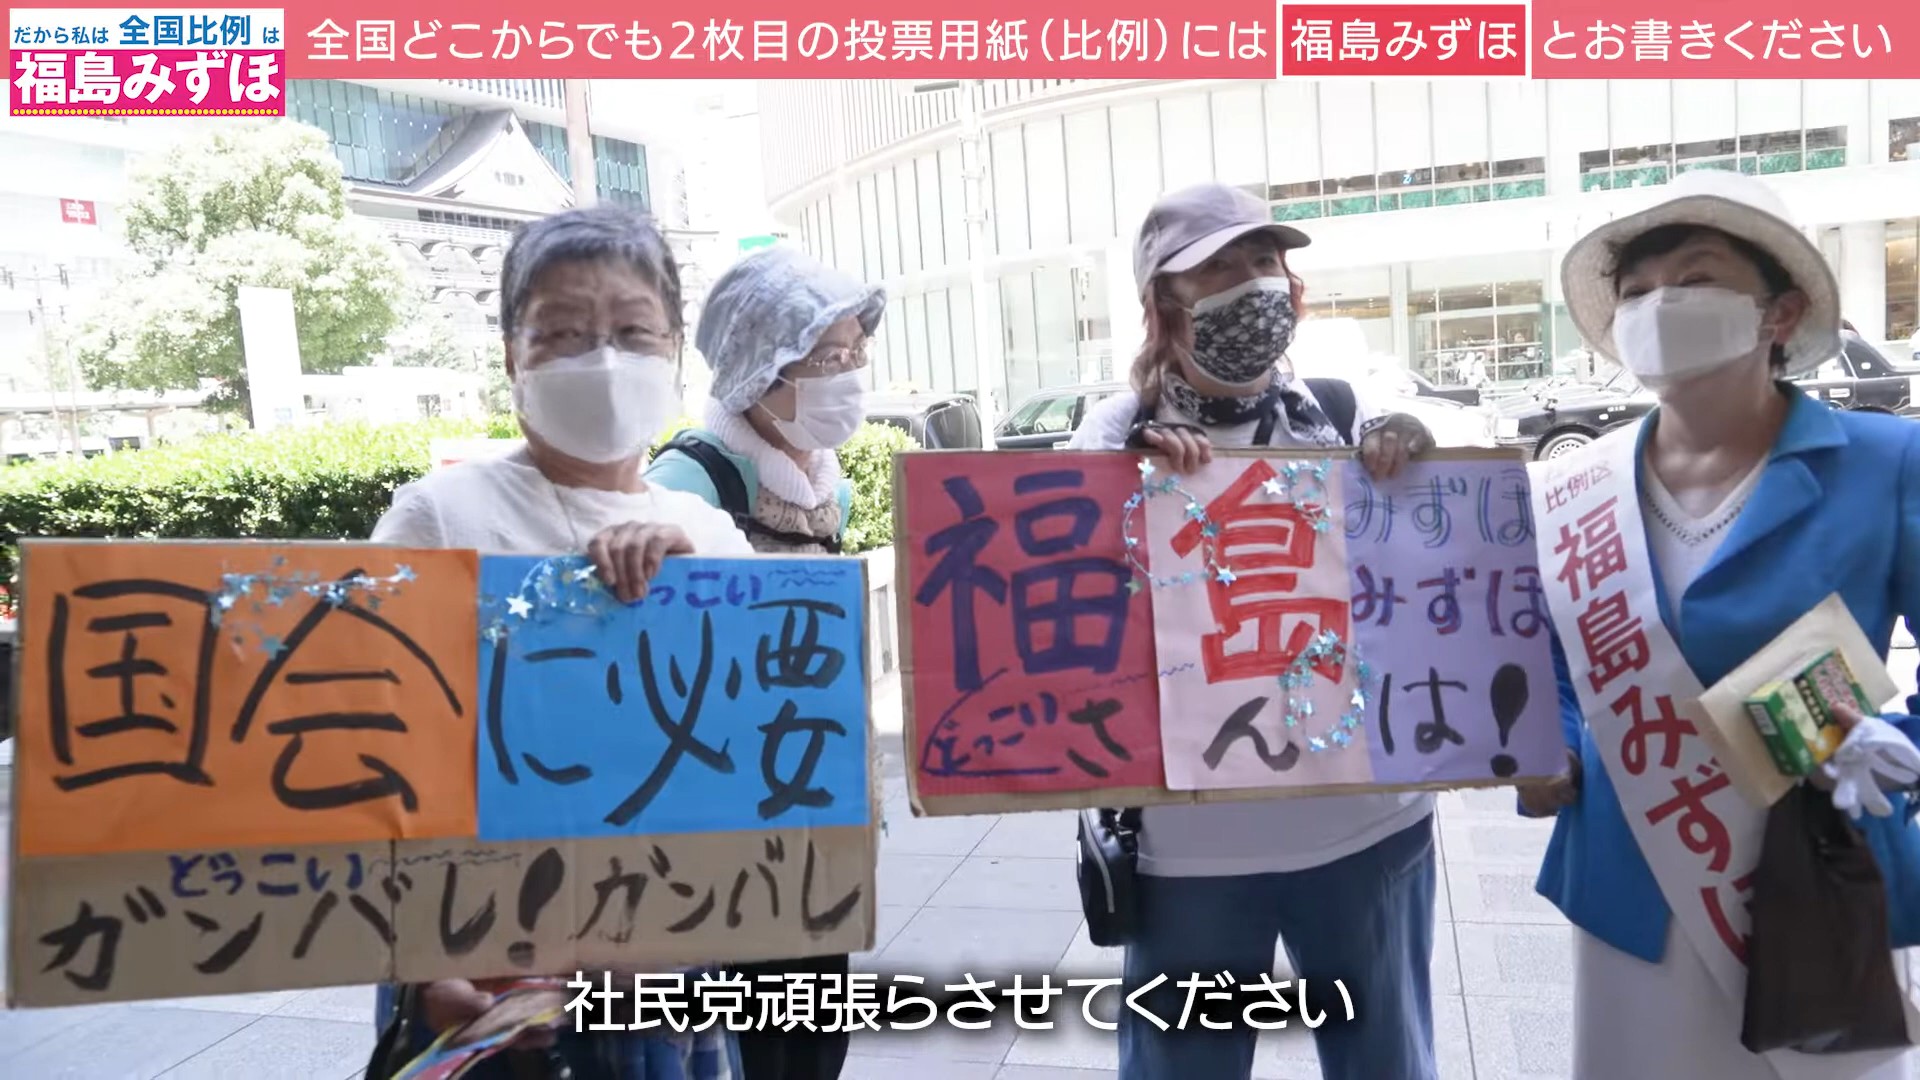 だから私は 全国比例 は
福島みずほ
全国どこからでも2枚目の投票用紙（比例）には 福島みずほ とお書きください
国会に必要
どっこい
ガンバレ!ガンバレ
福島みずほ
みずほ
どっこい
さんは!
比例区
福島みずほ
社民党頑張らさせてください